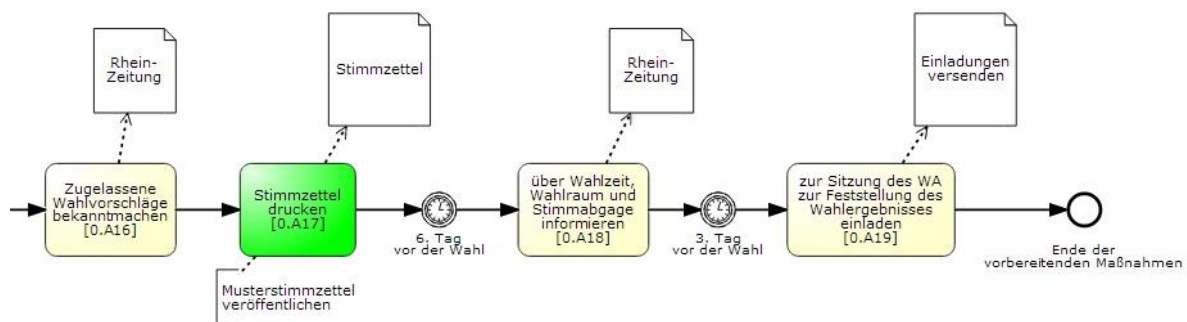 Rhein-
Zeitung
Stimmzettel
Rhein-
Zeitung
Einladungen
versenden
Zugelassene
Wahlvorschläge
bekanntmachen
[0.A16]
Stimmzettel
drucken
[0.A17]
6. Tag
vor der Wahl
über Wahlzeit,
Wahlraum und
Stimmabgage
informieren
[0.A18]
3. Tag
vor der Wahl
zur Sitzung des WA
zur Feststellung des
Wahlergebnisses
einladen
[0.A19]
Ende der
vorbereitenden Maßnahmen
Musterstimmzettel
veröffentlichen